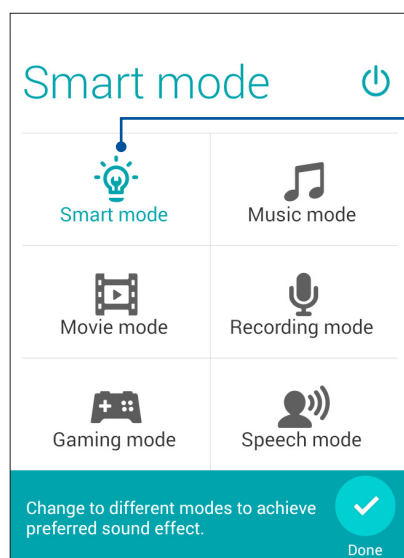 Smart mode
Smart mode
Music mode
Movie mode
Recording mode
Gaming mode
Speech mode
Change to different modes to achieve
preferred sound effect.
Done